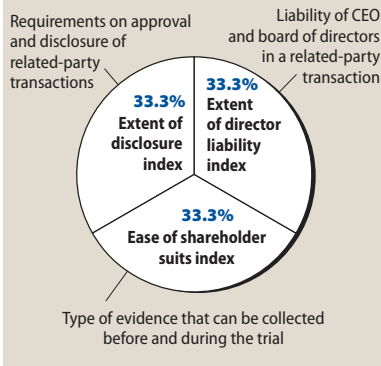 Requirements on approval
and disclosure of
related-party
transactions
Liability of CEO
and board of directors
in a related-party
transaction
33.3%
Extent of
disclosure
index
33.3%
Extent
of director
liability
index
33.3%
Ease of shareholder
suits index
Type of evidence that can be collected
before and during the trial